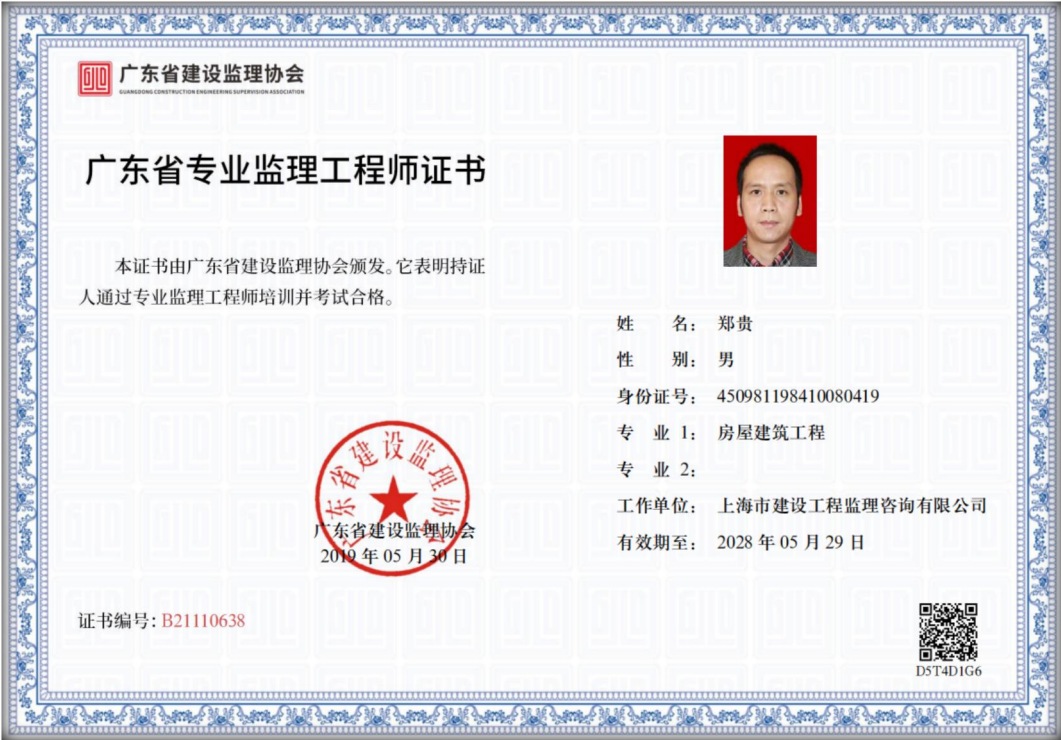 广东省建设监理协会
GUANGDONG CONSTRUCTION ENGINEERING SUPERVISION ASSOCIATION
广东省专业监理工程师证书
本证书由广东省建设监理协会颁发。它表明持证
人通过专业监理工程师培训并考试合格。
姓 名: 郑贵
性 别: 男
身份证号: 450981198410080419
专 业 1: 房屋建筑工程
专 业 2:
工作单位: 上海市建设工程监理咨询有限公司
有效期至: 2028 年 05 月 29 日
广东省建设监理协会
广东省建设监理协会
2019 年 05 月 30 日
证书编号: B21110638
D5T4D1G6